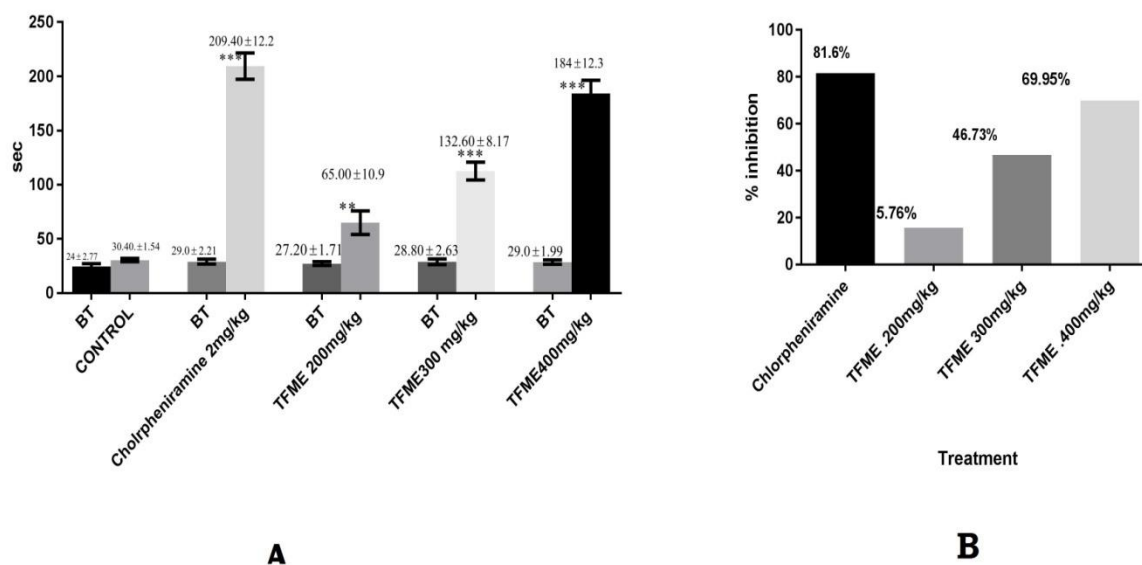 250
200
150
100
50
0
sec
24±2.77
30.40.±1.54
29.0±2.21
209.40±12.2
***
27.20±1.71
65.00±10.9
**
28.80±2.63
132.60±8.17
***
29.0±1.99
184±12.3
***
BT
CONTROL
BT
Cholrpheniramine 2mg/kg
BT
TFME 200mg/kg
BT
TFME300 mg/kg
BT
TFME400mg/kg
A
100
80
60
40
20
0
% inhibition
81.6%
5.76%
46.73%
69.95%
Chlorpheniramine
TFME .200mg/kg
TFME 300mg/kg
TFME .400mg/kg
Treatment
B